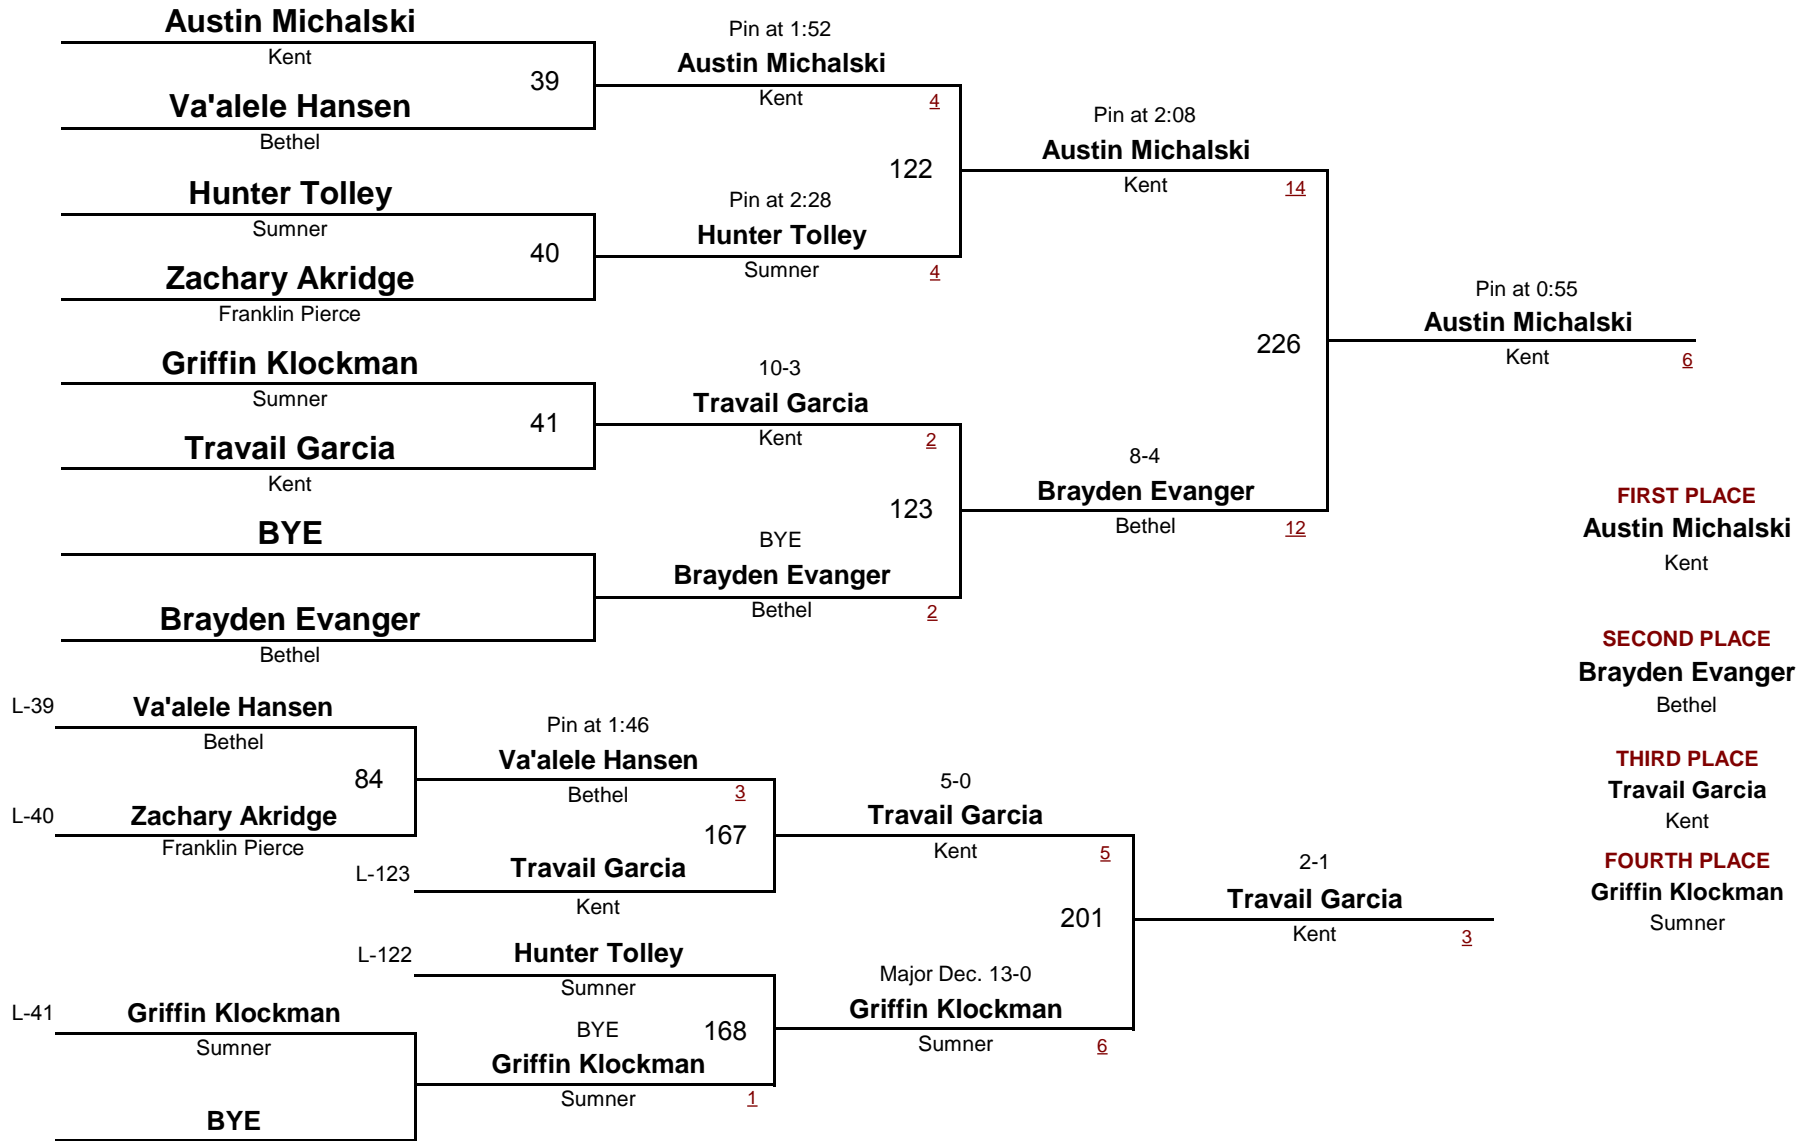 Austin Michalski
Kent
39
Va'alele Hansen
Bethel
Hunter Tolley
Sumner
40
Zachary Akridge
Franklin Pierce
Griffin Klockman
Sumner
41
Travail Garcia
Kent
BYE
Brayden Evanger
Bethel
Pin at 1:52
Austin Michalski
Kent
4
122
Pin at 2:28
Hunter Tolley
Sumner
4
10-3
Travail Garcia
Kent
2
123
BYE
Brayden Evanger
Bethel
2
Pin at 2:08
Austin Michalski
Kent
14
226
8-4
Brayden Evanger
Bethel
12
Pin at 0:55
Austin Michalski
Kent
6
FIRST PLACE
Austin Michalski
Kent
SECOND PLACE
Brayden Evanger
Bethel
THIRD PLACE
Travail Garcia
Kent
FOURTH PLACE
Griffin Klockman
Sumner
L-39
Va'alele Hansen
Bethel
84
L-40
Zachary Akridge
Franklin Pierce
L-41
Griffin Klockman
Sumner
BYE
Pin at 1:46
Va'alele Hansen
Bethel
3
167
L-123
Travail Garcia
Kent
L-122
Hunter Tolley
Sumner
BYE
168
Griffin Klockman
Sumner
1
5-0
Travail Garcia
Kent
5
201
Major Dec. 13-0
Griffin Klockman
Sumner
6
2-1
Travail Garcia
Kent
3